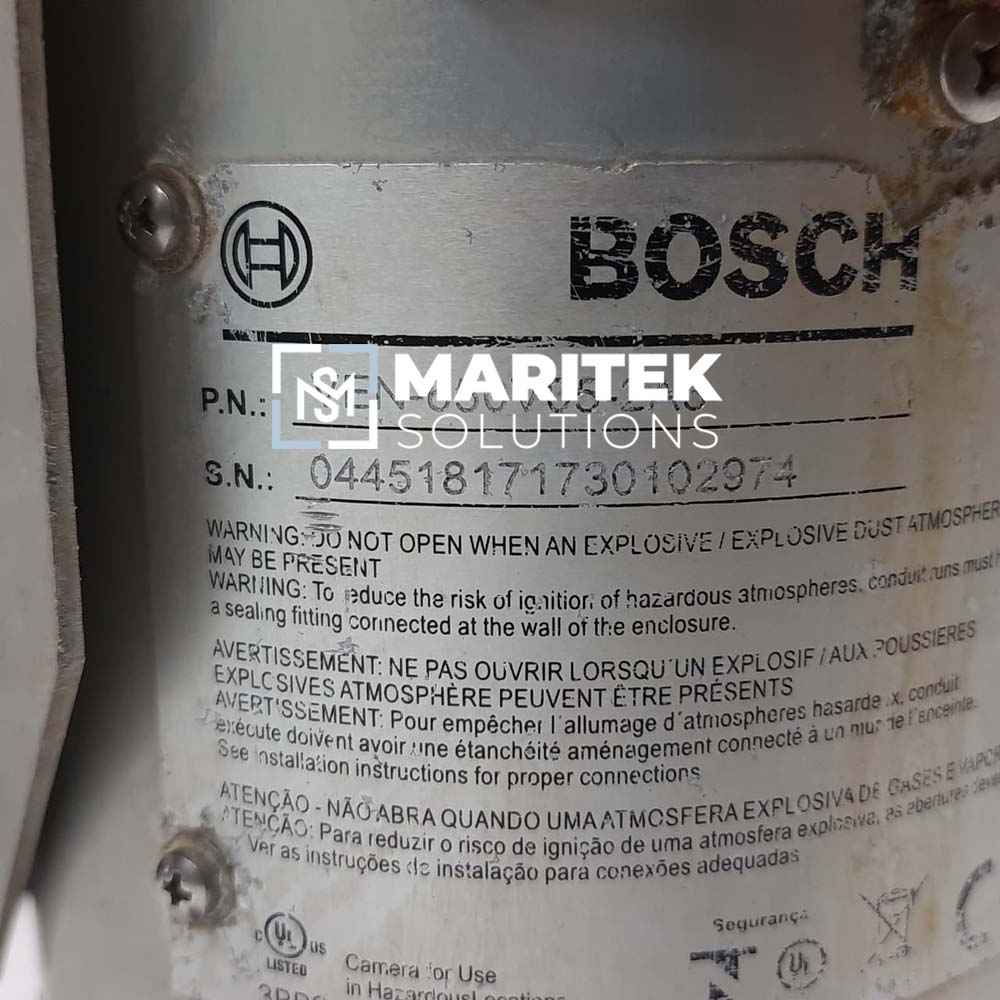 BOSCH
MARITEK
SOLUTIONS
P.N.:
S.N.: 044518171730102974
WARNING: DO NOT OPEN WHEN AN EXPLOSIVE / EXPLOSIVE DUST ATMOSPHER
MAY BE PRESENT
WARNING: To reduce the risk of ignition of hazardous atmospheres, conduit runs must
a sealing fitting connected at the wall of the enclosure.
AVERTISSEMENT: NE PAS OUVRIR LORSQU'UN EXPLOSIF / AUX POUSSIERES
EXPLOSIVES ATMOSPHÈRE PEUVENT ÊTRE PRÉSENTS
AVERTISSEMENT: Pour empêcher l'allumage d'atmospheres hasardeux, conduit
exécute doivent avoir une étanchéité aménagement connecté à un mur de l'enceinte.
See installation instructions for proper connections
ATENÇÃO - NÃO ABRA QUANDO UMA ATMOSFERA EXPLOSIVA DE GASES E VAPOR
ATENÇÃO: Para reduzir o risco de ignição de uma atmosfera explosiva, as aberturas
Ver as instruções de instalação para conexões adequadas
Segurança
c UL us
LISTED
UL
Camera for Use
in Hazardous Locations